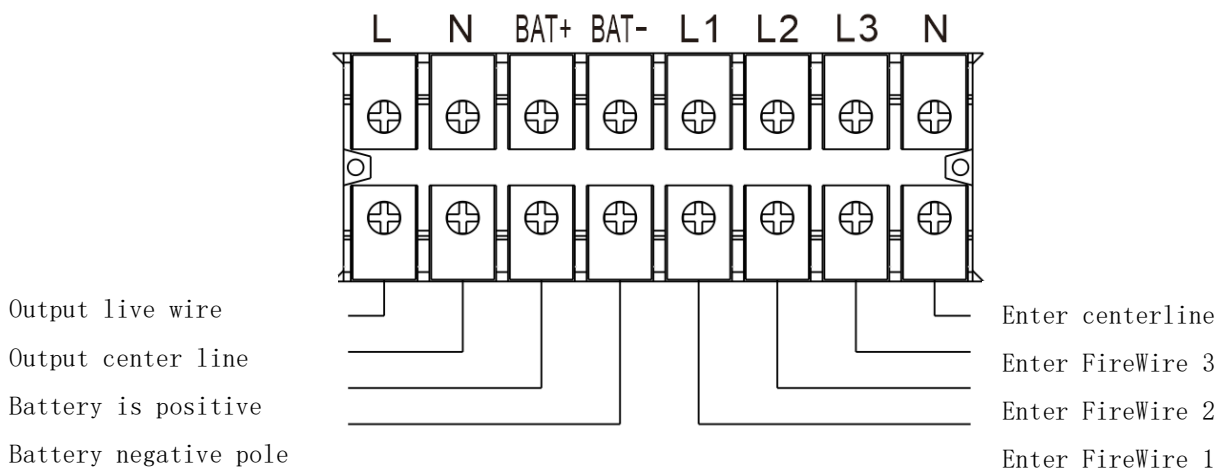 L N BAT+ BAT- L1 L2 L3 N
Output live wire
Output center line
Battery is positive
Battery negative pole
Enter centerline
Enter FireWire 3
Enter FireWire 2
Enter FireWire 1